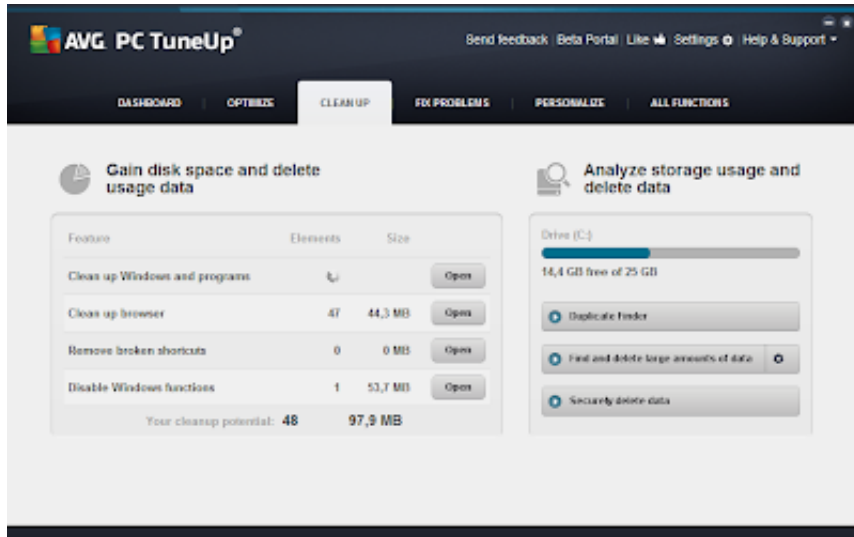 AVG PC TuneUp®
Send feedback Beta Portal Like Settings Help & Support
DASHBOARD OPTIMIZE CLEAN UP FIX PROBLEMS PERSONALIZE ALL FUNCTIONS
Gain disk space and delete
usage data
Feature Elements Size
Clean up Windows and programs Open
Clean up browser 47 44,3 MB Open
Remove broken shortcuts 0 0 MB Open
Disable Windows functions 1 53,7 MB Open
Your cleanup potential: 48 97,9 MB
Analyze storage usage and
delete data
Drive (C:)
14,4 GB free of 25 GB
Duplicate Finder
Find and delete large amounts of data
Securely delete data